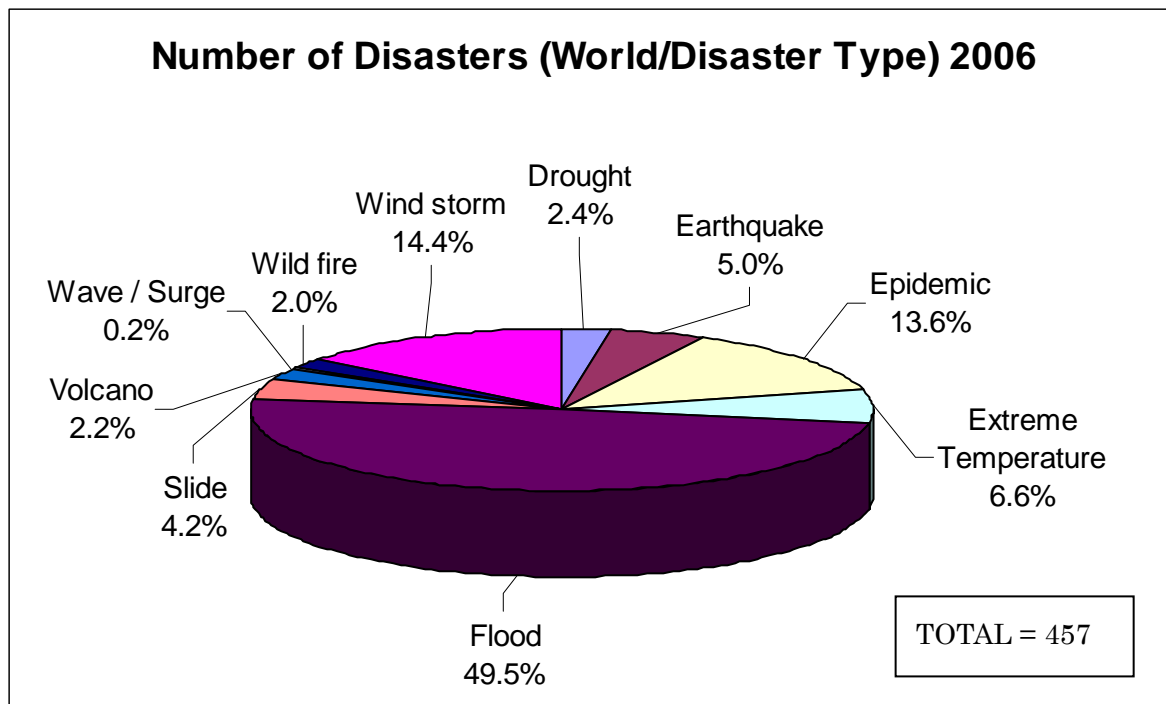 Number of Disasters (World/Disaster Type) 2006
Drought
2.4%
Earthquake
5.0%
Epidemic
13.6%
Extreme
Temperature
6.6%
Flood
49.5%
Slide
4.2%
Volcano
2.2%
Wave / Surge
0.2%
Wild fire
2.0%
Wind storm
14.4%
TOTAL = 457